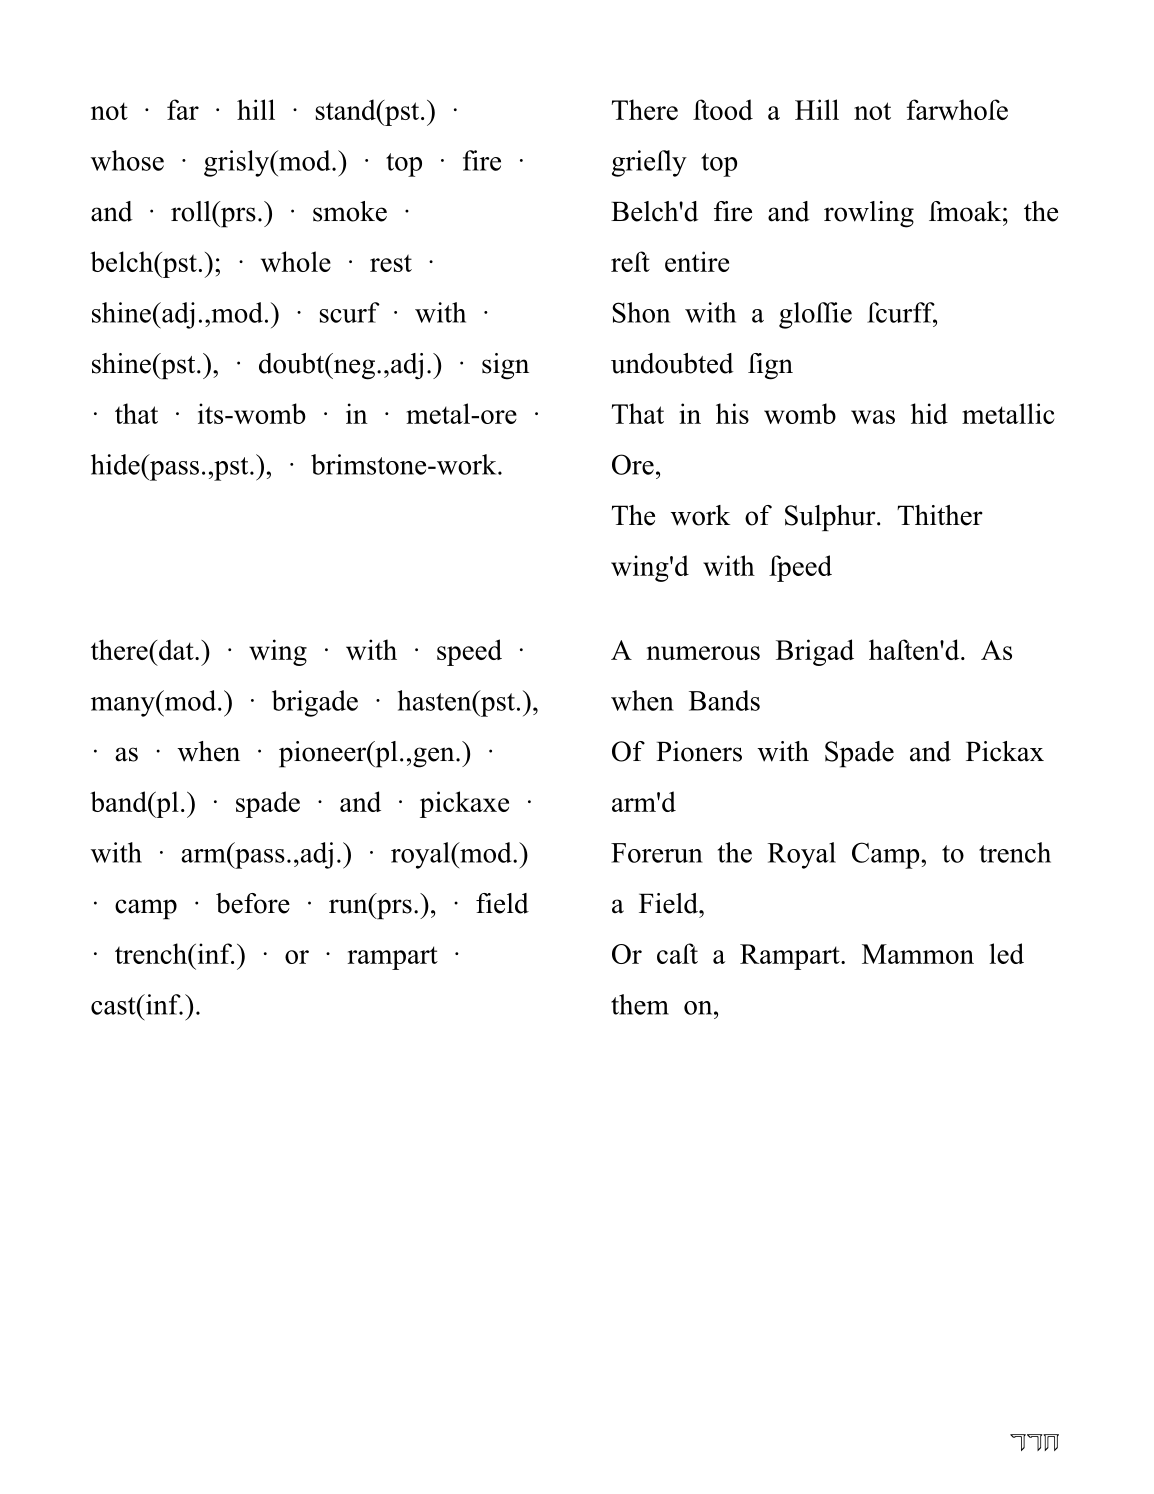 not · far · hill · stand(pst.) ·
whose · grisly(mod.) · top · fire ·
and · roll(prs.) · smoke ·
belch(pst.); · whole · rest ·
shine(adj.,mod.) · scurf · with ·
shine(pst.), · doubt(neg.,adj.) · sign
· that · its-womb · in · metal-ore ·
hide(pass.,pst.), · brimstone-work.
There ſtood a Hill not farwhoſe
grieſly top
Belch'd fire and rowling ſmoak; the
reſt entire
Shon with a gloſſie ſcurff,
undoubted ſign
That in his womb was hid metallic
Ore,
The work of Sulphur. Thither
wing'd with ſpeed
there(dat.) · wing · with · speed ·
many(mod.) · brigade · hasten(pst.),
· as · when · pioneer(pl.,gen.) ·
band(pl.) · spade · and · pickaxe ·
with · arm(pass.,adj.) · royal(mod.)
· camp · before · run(prs.), · field
· trench(inf.) · or · rampart ·
cast(inf.).
A numerous Brigad haſten'd. As
when Bands
Of Pioners with Spade and Pickax
arm'd
Forerun the Royal Camp, to trench
a Field,
Or caſt a Rampart. Mammon led
them on,